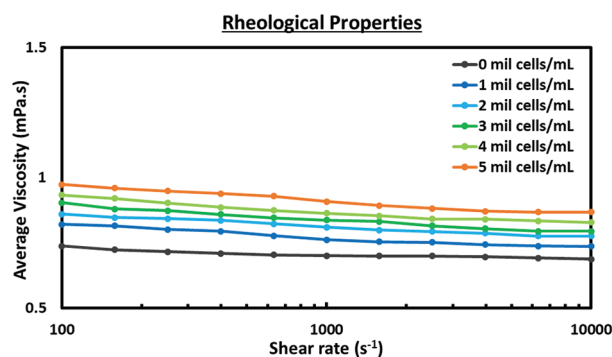 Rheological Properties
1.5
1
0.5
Average Viscosity (mPa.s)
0 mil cells/mL
1 mil cells/mL
2 mil cells/mL
3 mil cells/mL
4 mil cells/mL
5 mil cells/mL
100
1000
10000
Shear rate (s⁻¹)